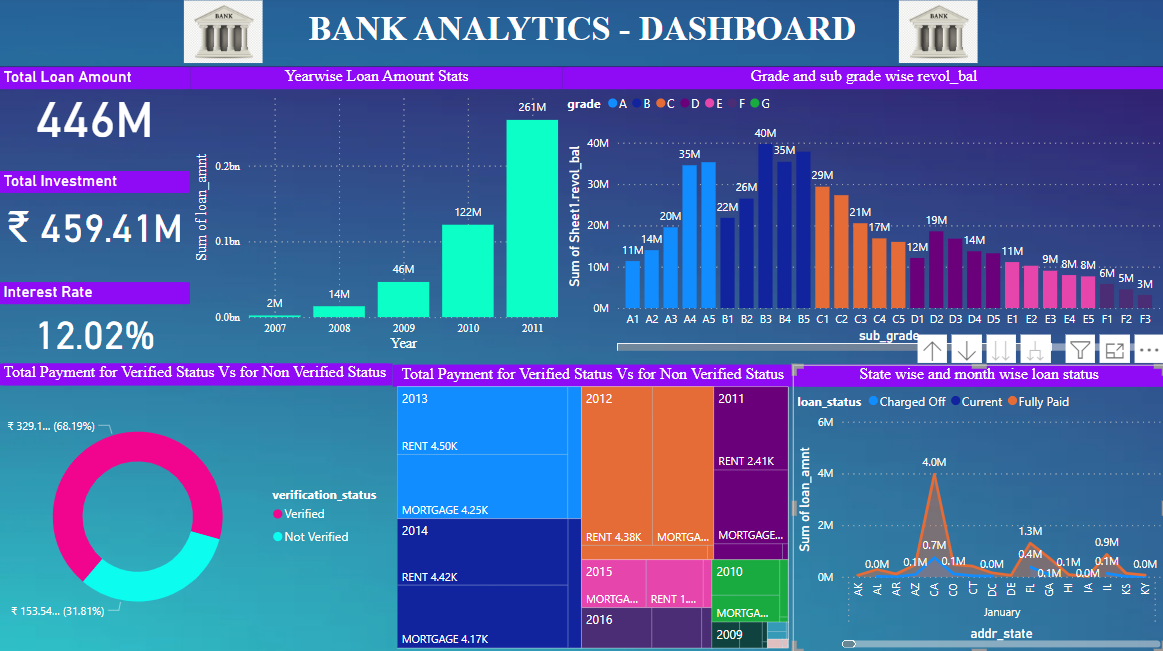 BANK
BANK ANALYTICS - DASHBOARD
BANK
Total Loan Amount
446M
Total Investment
₹ 459.41M
Interest Rate
12.02%
Yearwise Loan Amount Stats
Sum of loan_amnt
0.2bn
0.1bn
0.0bn
2M
14M
46M
122M
261M
2007 2008 2009 2010 2011
Year
Grade and sub grade wise revol_bal
grade A B C D E F G
Sum of Sheet1.revol_bal
40M
30M
20M
10M
0M
11M 14M 20M 35M 22M 26M 40M 35M 29M 21M 17M 12M 19M 14M 11M 9M 8M 8M 6M 5M 3M
A1 A2 A3 A4 A5 B1 B2 B3 B4 B5 C1 C2 C3 C4 C5 D1 D2 D3 D4 D5 E1 E2 E3 E4 E5 F1 F2 F3
sub_grade
Total Payment for Verified Status Vs for Non Verified Status
₹ 329.1... (68.19%)
₹ 153.54... (31.81%)
verification_status
Verified
Not Verified
Total Payment for Verified Status Vs for Non Verified Status
2013
RENT 4.50K
MORTGAGE 4.25K
2014
RENT 4.42K
MORTGAGE 4.17K
2012
RENT 4.38K
MORTGA...
2011
RENT 2.41K
MORTGAGE...
2015
MORTGA...
RENT 1....
2010
MORTGA...
2016
2009
State wise and month wise loan status
loan_status Charged Off Current Fully Paid
Sum of loan_amnt
6M
4M
2M
0M
0.0M 0.1M 4.0M 0.7M 0.1M 0.0M 1.3M 0.4M 0.1M 0.1M 0.9M 0.1M 0.0M
AK AL AR AZ CA CO CT DC DE FL GA HI IA IL KS KY
January
addr_state